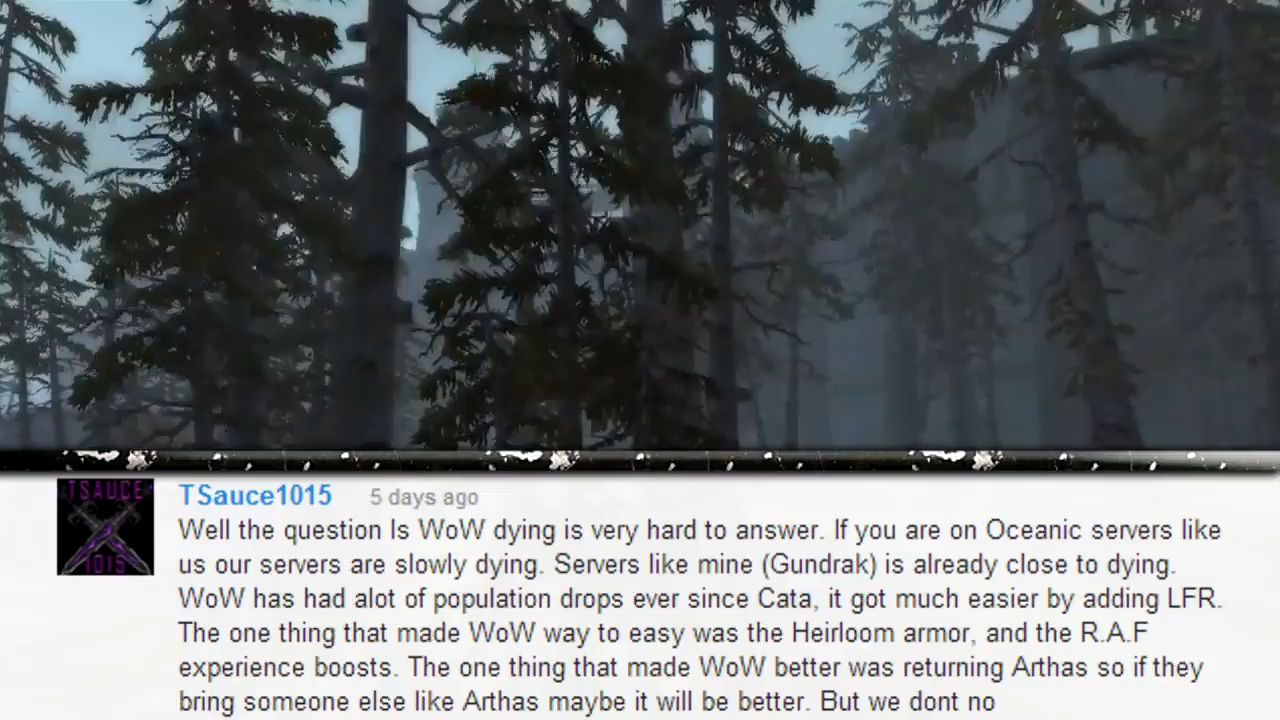 TSAUCE
1015
TSauce1015 5 days ago
Well the question Is WoW dying is very hard to answer. If you are on Oceanic servers like
us our servers are slowly dying. Servers like mine (Gundrak) is already close to dying.
WoW has had alot of population drops ever since Cata, it got much easier by adding LFR.
The one thing that made WoW way to easy was the Heirloom armor, and the R.A.F
experience boosts. The one thing that made WoW better was returning Arthas so if they
bring someone else like Arthas maybe it will be better. But we dont no